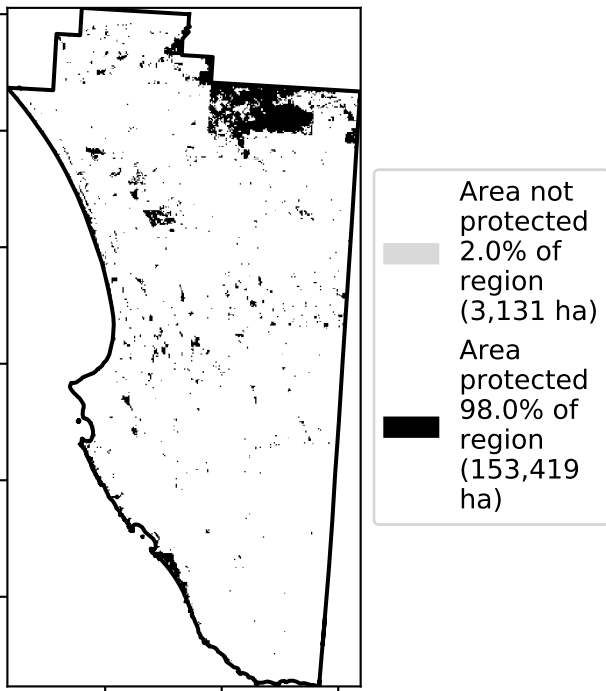 Area not
protected
2.0% of
region
(3,131 ha)
Area
protected
98.0% of
region
(153,419
ha)